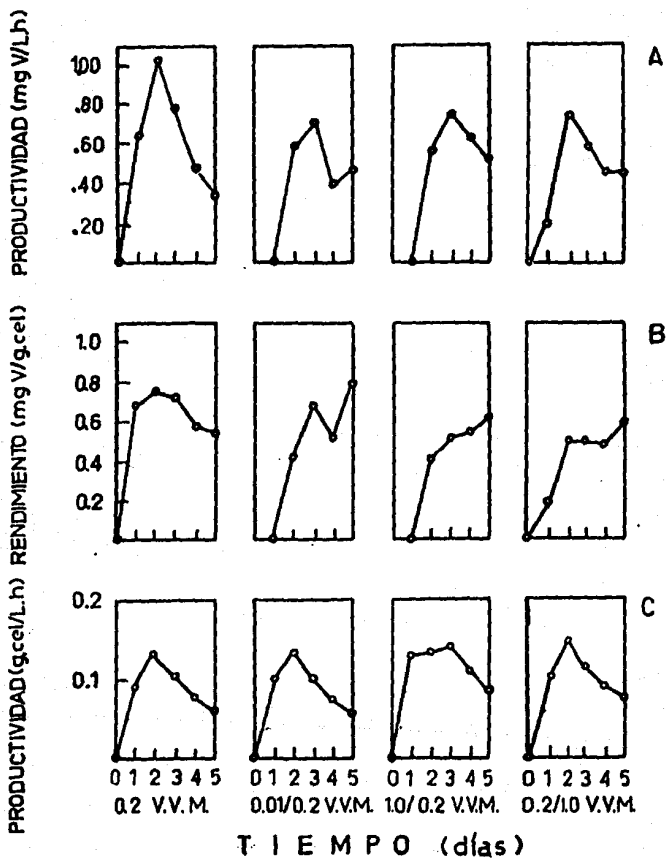 PRODUCTIVIDAD (mg V/L.h)
A
1.00
.80
.60
.40
.20
RENDIMIENTO (mg V/g.cel)
B
1.0
0.8
0.6
0.4
0.2
PRODUCTIVIDAD (g.cel/L.h)
C
0.2
0.1
0 1 2 3 4 5 0 1 2 3 4 5 0 1 2 3 4 5 0 1 2 3 4 5
0.2 V.V.M. 0.01/0.2 V.V.M. 1.0/0.2 V.V.M. 0.2/1.0 V.V.M.
TIEMPO (días)